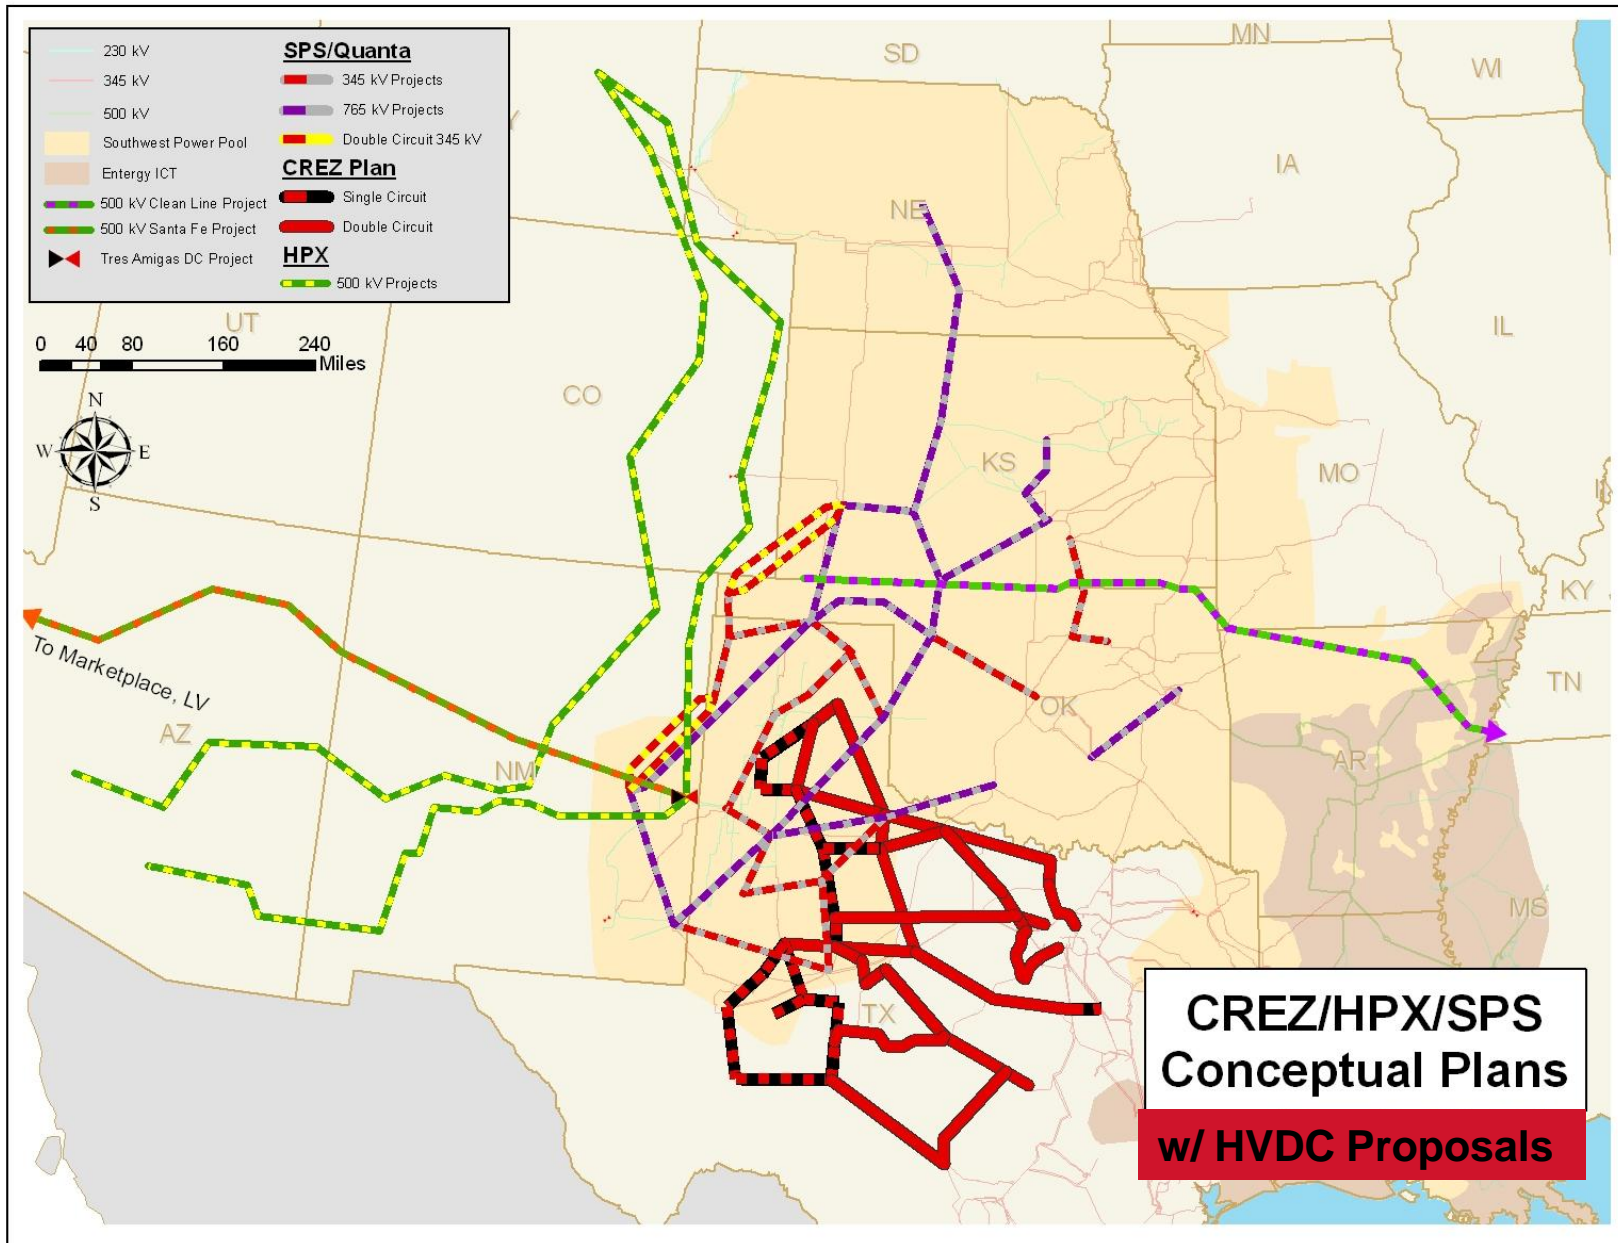 230 kV
345 kV
500 kV
Southwest Power Pool
Entergy ICT
500 kV Clean Line Project
500 kV Santa Fe Project
Tres Amigas DC Project
SPS/Quanta
345 kV Projects
765 kV Projects
Double Circuit 345 kV
CREZ Plan
Single Circuit
Double Circuit
HPX
500 kV Projects
0 40 80 160 240
Miles
N
W E
S
SD
MN
WI
Y
IA
NE
UT
IL
CO
KS
MO
KY
To Marketplace, LV
TN
AZ
NM
OK
AR
MS
TX
CREZ/HPX/SPS
Conceptual Plans
w/ HVDC Proposals